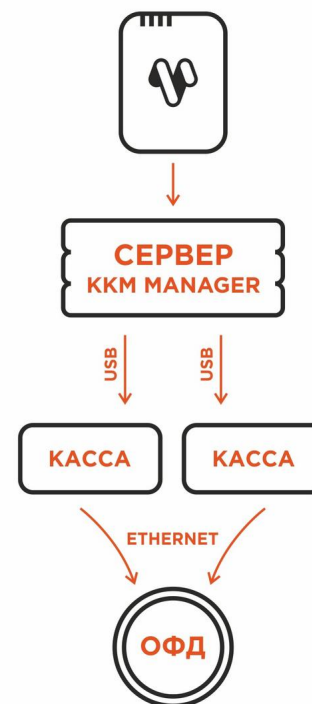 СЕРВЕР
KKM MANAGER
USB
USB
КАССА
КАССА
ETHERNET
ОФД